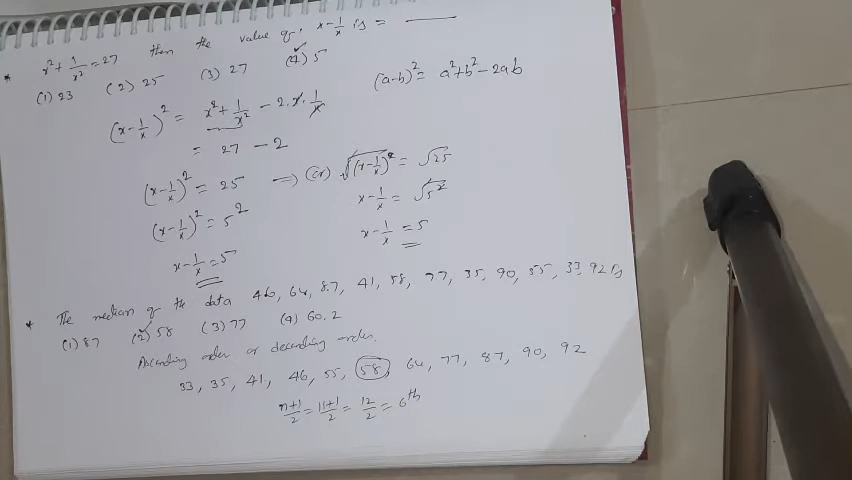 * x² + 1/x² = 27 then the value of, x - 1/x is = ____
(1) 23 (2) 25 (3) 27 (4) 5
(x - 1/x)² = x² + 1/x² - 2.x.1/x (a-b)² = a² + b² - 2ab
= 27 - 2
(x - 1/x)² = 25 => (or) √(x - 1/x)² = √25
(x - 1/x)² = 5² x - 1/x = √5²
x - 1/x = 5 x - 1/x = 5
* The median of the data 46, 64, 8.7, 41, 58, 77, 35, 90, 55, 33, 92 is
(1) 87 (2) 58 (3) 77 (4) 60.2
Ascending order or decending order.
33, 35, 41, 46, 55, 58, 64, 77, 87, 90, 92
n+1/2 = 11+1/2 = 12/2 = 6th